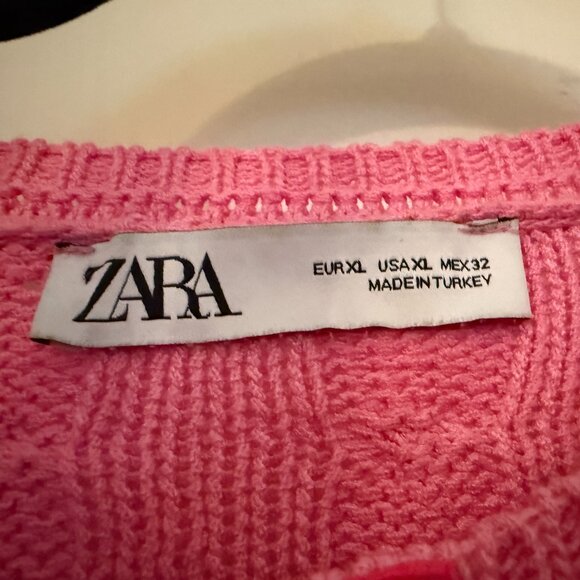 ZARA
EUR XL USA XL MEX 32
MADE IN TURKEY